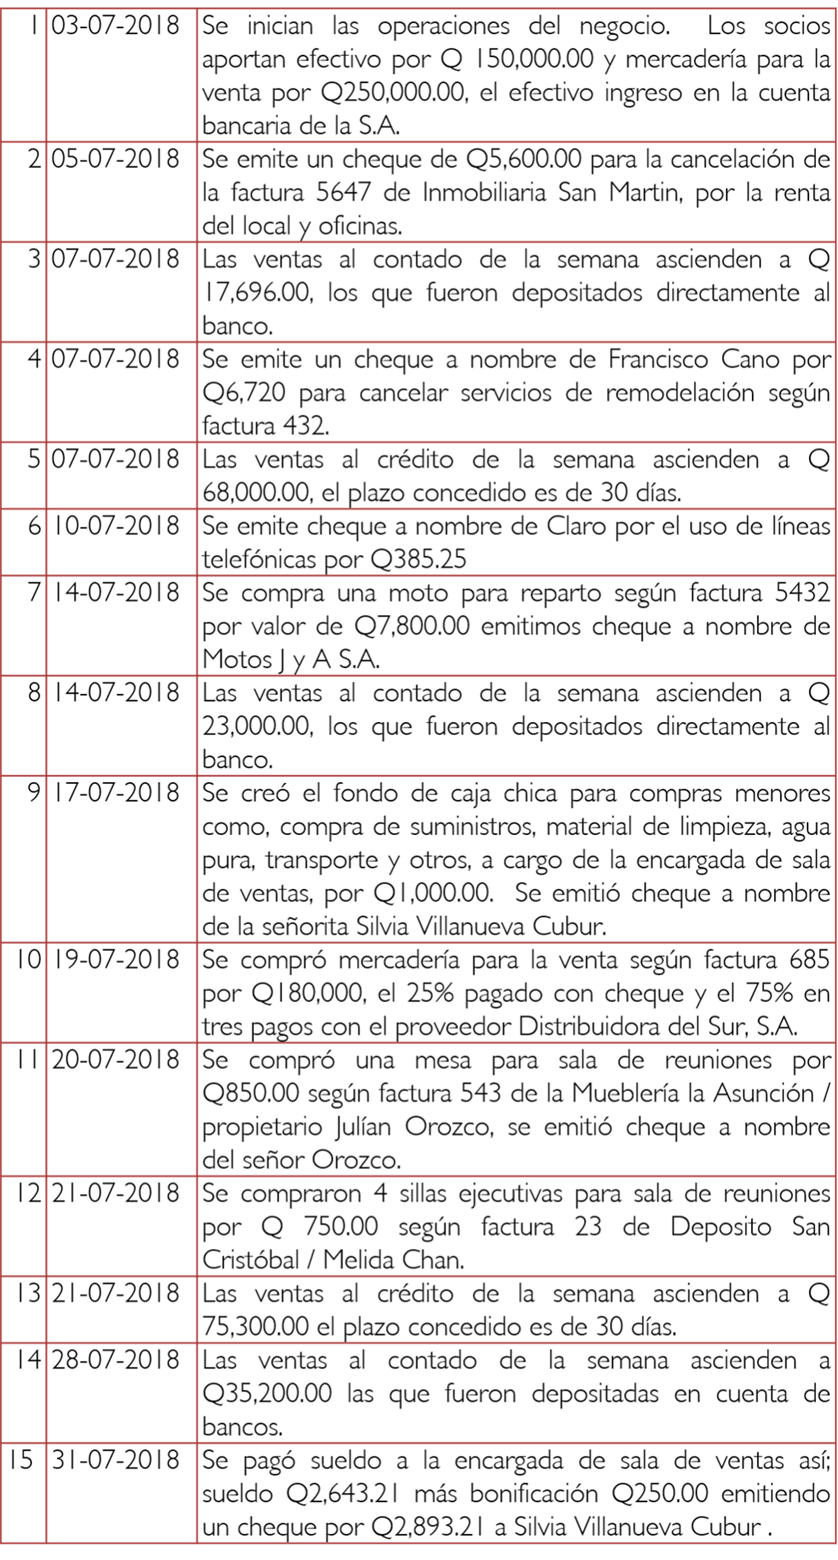 1 03-07-2018 Se inician las operaciones del negocio. Los socios
aportan efectivo por Q 150,000.00 y mercadería para la
venta por Q250,000.00, el efectivo ingreso en la cuenta
bancaria de la S.A.
2 05-07-2018 Se emite un cheque de Q5,600.00 para la cancelación de
la factura 5647 de Inmobiliaria San Martin, por la renta
del local y oficinas.
3 07-07-2018 Las ventas al contado de la semana ascienden a Q
17,696.00, los que fueron depositados directamente al
banco.
4 07-07-2018 Se emite un cheque a nombre de Francisco Cano por
Q6,720 para cancelar servicios de remodelación según
factura 432.
5 07-07-2018 Las ventas al crédito de la semana ascienden a Q
68,000.00, el plazo concedido es de 30 días.
6 10-07-2018 Se emite cheque a nombre de Claro por el uso de líneas
telefónicas por Q385.25
7 14-07-2018 Se compra una moto para reparto según factura 5432
por valor de Q7,800.00 emitimos cheque a nombre de
Motos J y A S.A.
8 14-07-2018 Las ventas al contado de la semana ascienden a Q
23,000.00, los que fueron depositados directamente al
banco.
9 17-07-2018 Se creó el fondo de caja chica para compras menores
como, compra de suministros, material de limpieza, agua
pura, transporte y otros, a cargo de la encargada de sala
de ventas, por Q1,000.00. Se emitió cheque a nombre
de la señorita Silvia Villanueva Cubur.
10 19-07-2018 Se compró mercadería para la venta según factura 685
por Q180,000, el 25% pagado con cheque y el 75% en
tres pagos con el proveedor Distribuidora del Sur, S.A.
11 20-07-2018 Se compró una mesa para sala de reuniones por
Q850.00 según factura 543 de la Mueblería la Asunción /
propietario Julían Orozco, se emitió cheque a nombre
del señor Orozco.
12 21-07-2018 Se compraron 4 sillas ejecutivas para sala de reuniones
por Q 750.00 según factura 23 de Deposito San
Cristóbal / Melida Chan.
13 21-07-2018 Las ventas al crédito de la semana ascienden a Q
75,300.00 el plazo concedido es de 30 días.
14 28-07-2018 Las ventas al contado de la semana ascienden a
Q35,200.00 las que fueron depositadas en cuenta de
bancos.
15 31-07-2018 Se pagó sueldo a la encargada de sala de ventas así;
sueldo Q2,643.21 más bonificación Q250.00 emitiendo
un cheque por Q2,893.21 a Silvia Villanueva Cubur .